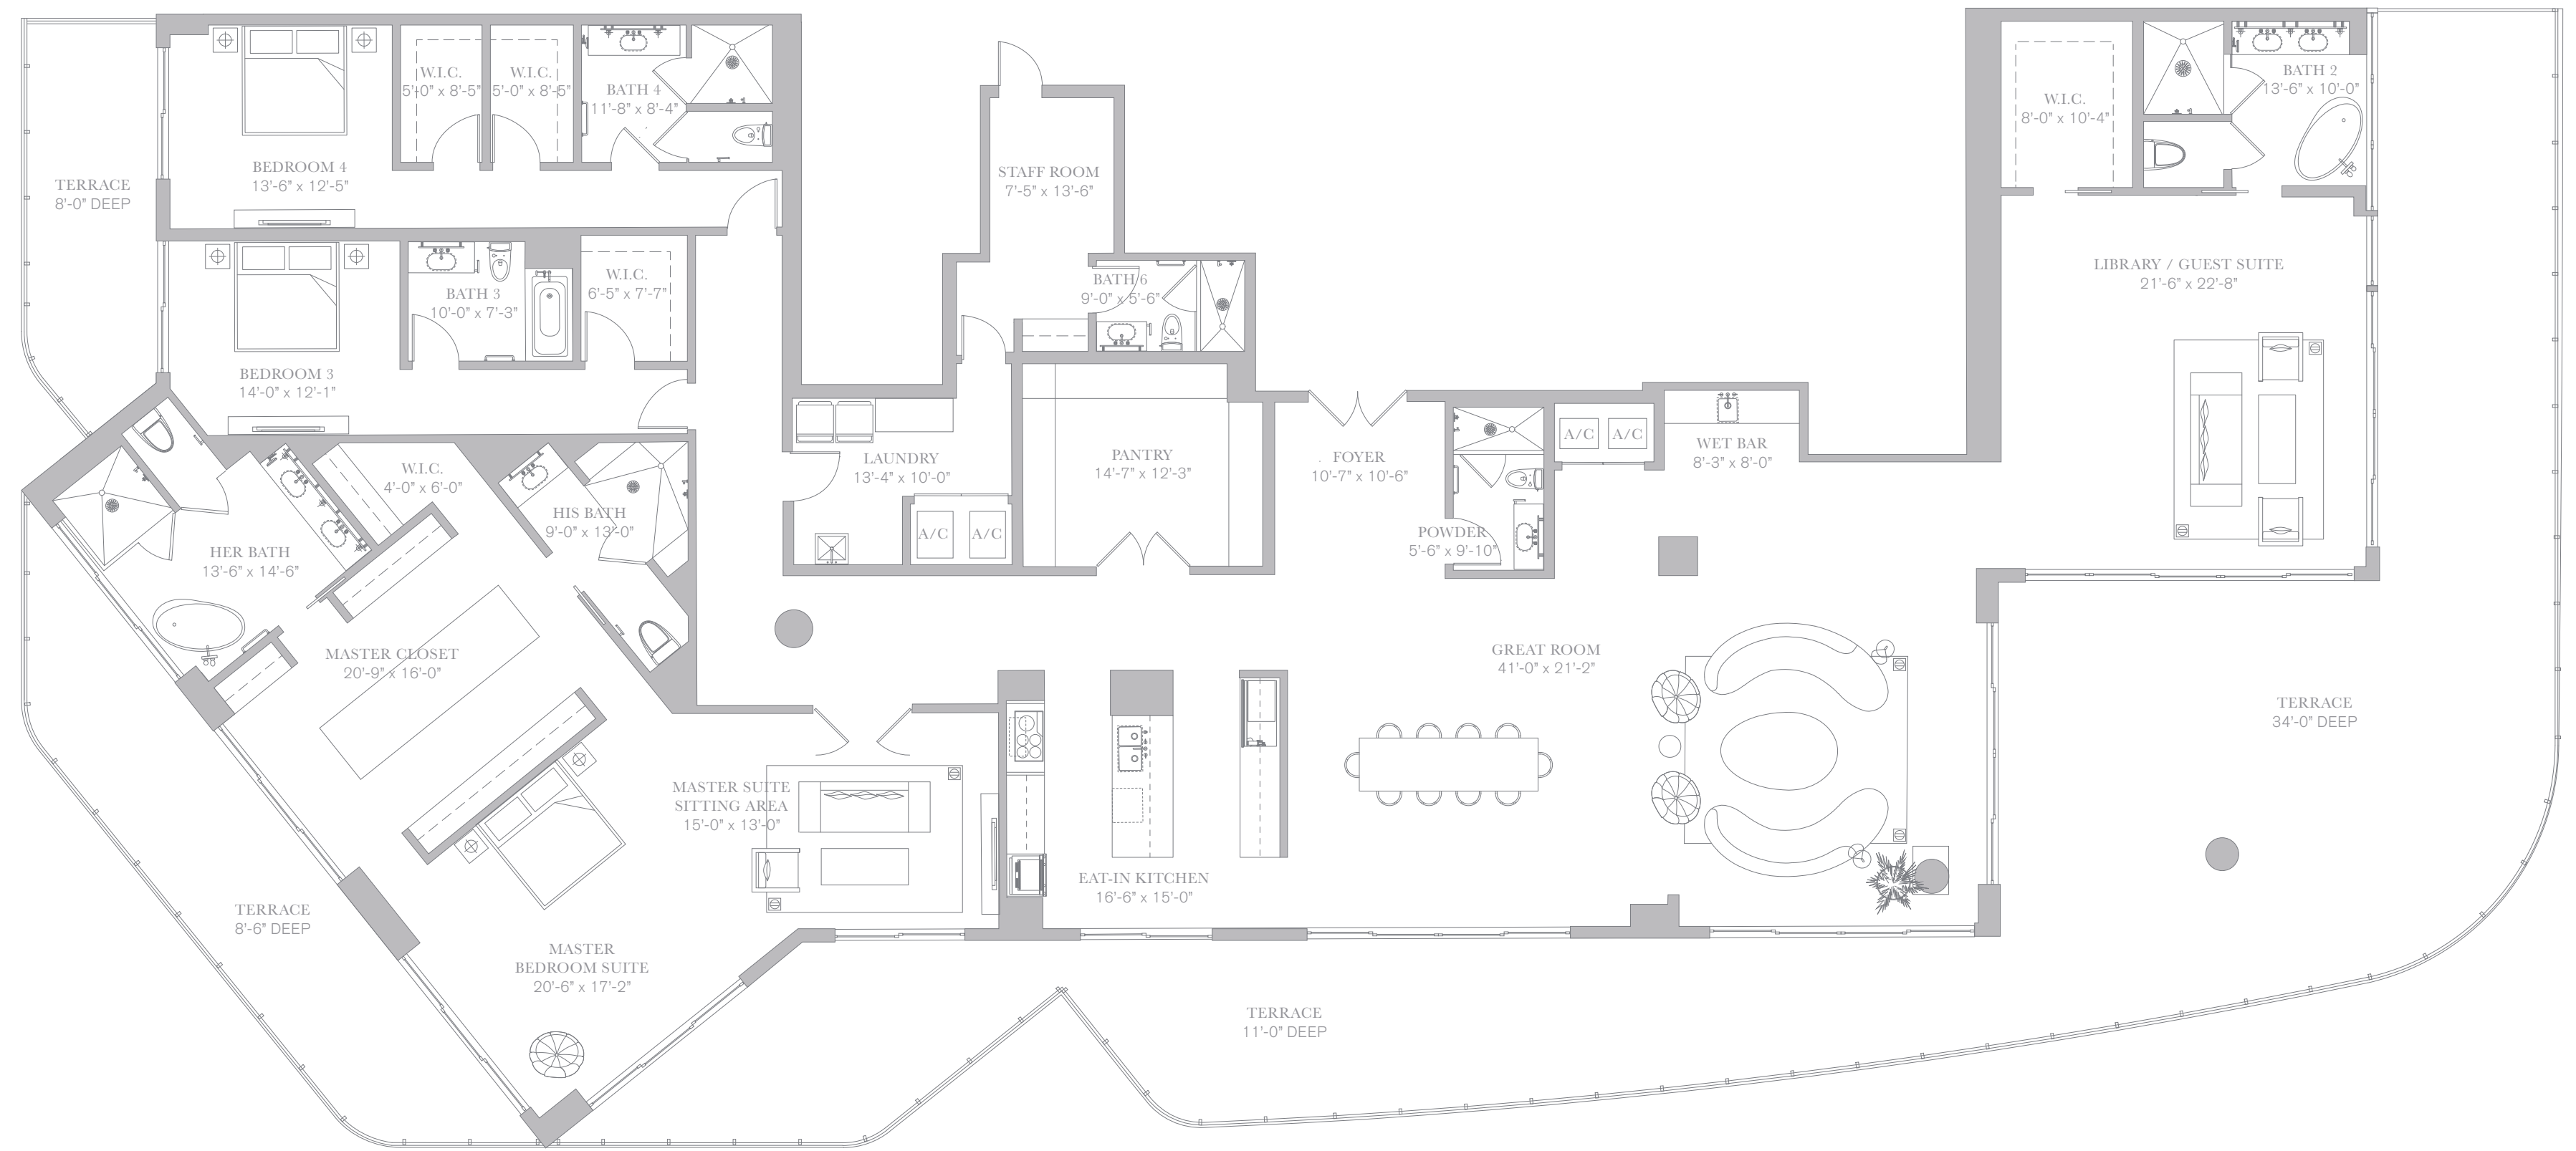 TERRACE
8'-0" DEEP
BEDROOM 4
13'-6" x 12'-5"
W.I.C.
5'-0" x 8'-5"
W.I.C.
5'-0" x 8'-5"
BATH 4
11'-8" x 8'-4"
BEDROOM 3
14'-0" x 12'-1"
BATH 3
10'-0" x 7'-3"
W.I.C.
6'-5" x 7'-7"
STAFF ROOM
7'-5" x 13'-6"
BATH 6
9'-0" x 5'-6"
W.I.C.
8'-0" x 10'-4"
BATH 2
13'-6" x 10'-0"
LIBRARY / GUEST SUITE
21'-6" x 22'-8"
LAUNDRY
13'-4" x 10'-0"
A/C
A/C
PANTRY
14'-7" x 12'-3"
FOYER
10'-7" x 10'-6"
POWDER
5'-6" x 9'-10"
A/C
A/C
WET BAR
8'-3" x 8'-0"
W.I.C.
4'-0" x 6'-0"
HIS BATH
9'-0" x 13'-0"
HER BATH
13'-6" x 14'-6"
MASTER CLOSET
20'-9" x 16'-0"
MASTER SUITE
SITTING AREA
15'-0" x 13'-0"
EAT-IN KITCHEN
16'-6" x 15'-0"
GREAT ROOM
41'-0" x 21'-2"
TERRACE
34'-0" DEEP
TERRACE
8'-6" DEEP
MASTER
BEDROOM SUITE
20'-6" x 17'-2"
TERRACE
11'-0" DEEP